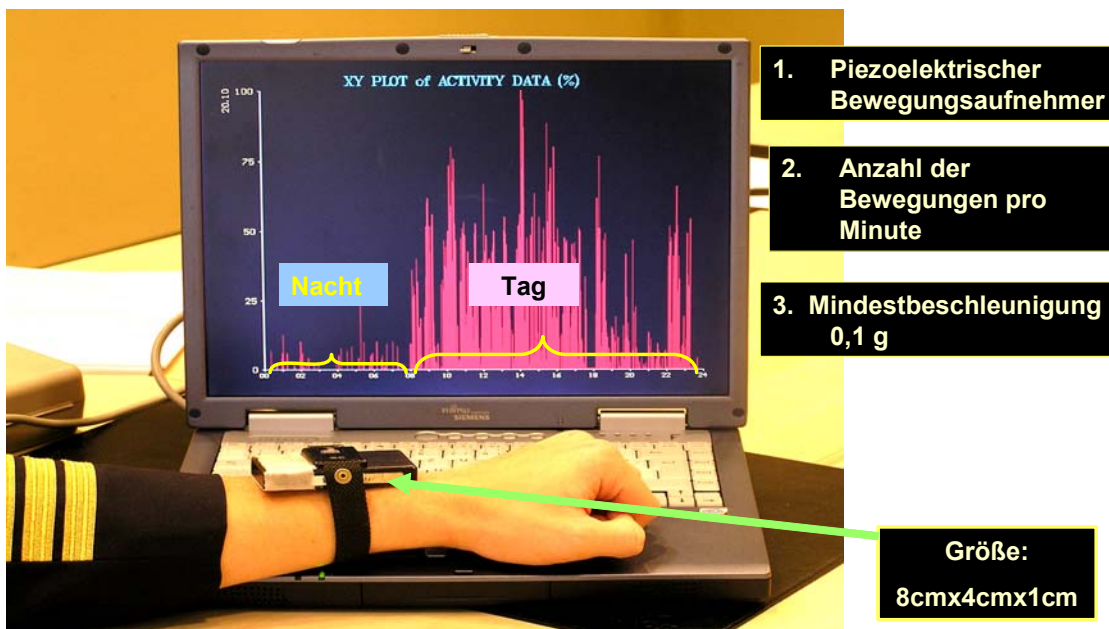 XY PLOT of ACTIVITY DATA (%)
20.10
100
75
50
25
0
Nacht
Tag
00 02 04 06 08 10 12 14 16 18 20 22 24
FUJITSU
SIEMENS
1. Piezoelektrischer
Bewegungsaufnehmer
2. Anzahl der
Bewegungen pro
Minute
3. Mindestbeschleunigung
0,1 g
Größe:
8cmx4cmx1cm